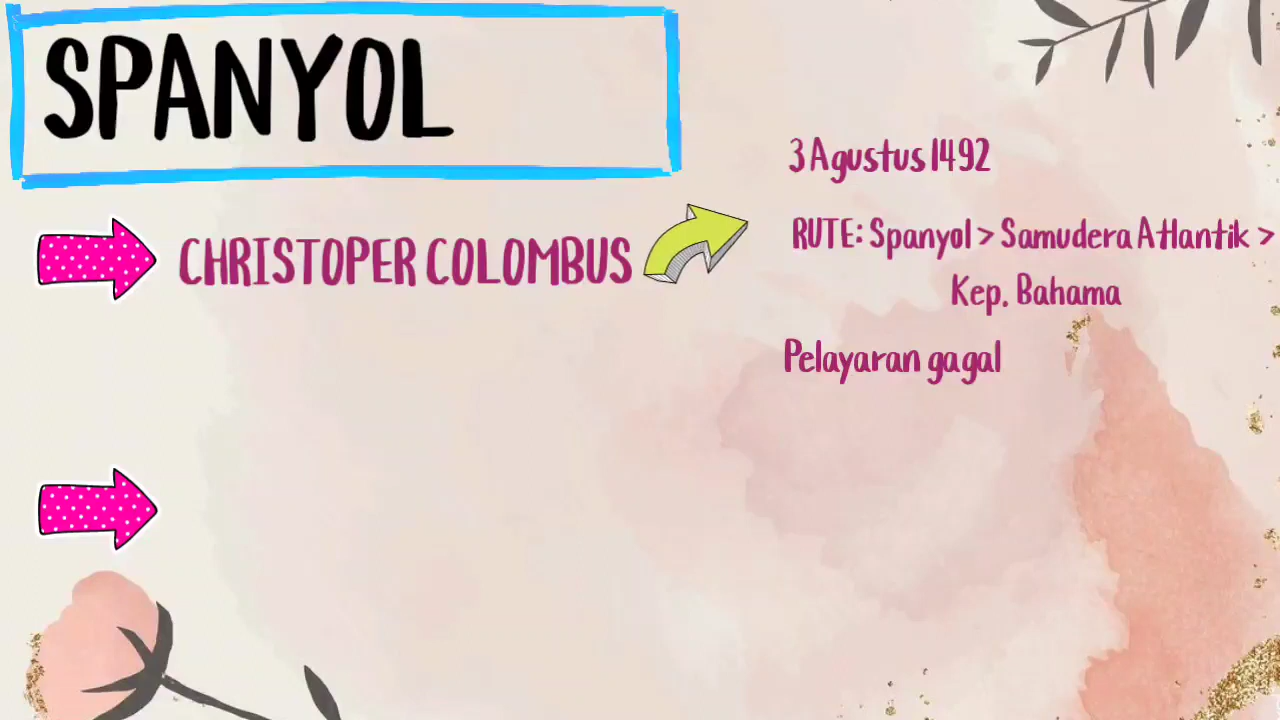 SPANYOL
CHRISTOPER COLOMBUS
3 Agustus 1492
RUTE: Spanyol > Samudera Atlantik >
Kep. Bahama
Pelayaran gagal